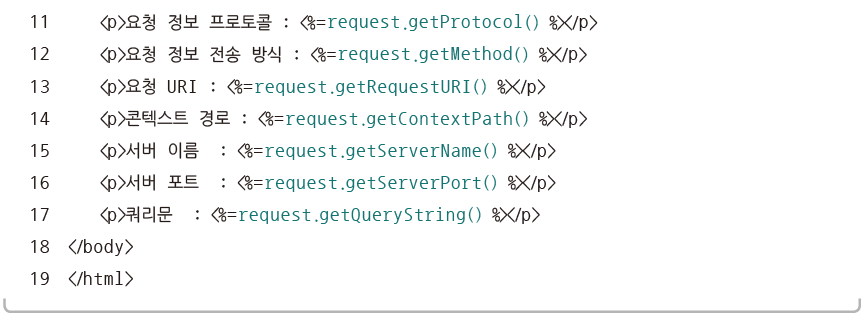 11 <p>요청 정보 프로토콜 : <%=request.getProtocol() %></p>
12 <p>요청 정보 전송 방식 : <%=request.getMethod() %></p>
13 <p>요청 URI : <%=request.getRequestURI() %></p>
14 <p>콘텍스트 경로 : <%=request.getContextPath() %></p>
15 <p>서버 이름  : <%=request.getServerName() %></p>
16 <p>서버 포트  : <%=request.getServerPort() %></p>
17 <p>쿼리문  : <%=request.getQueryString() %></p>
18 </body>
19 </html>